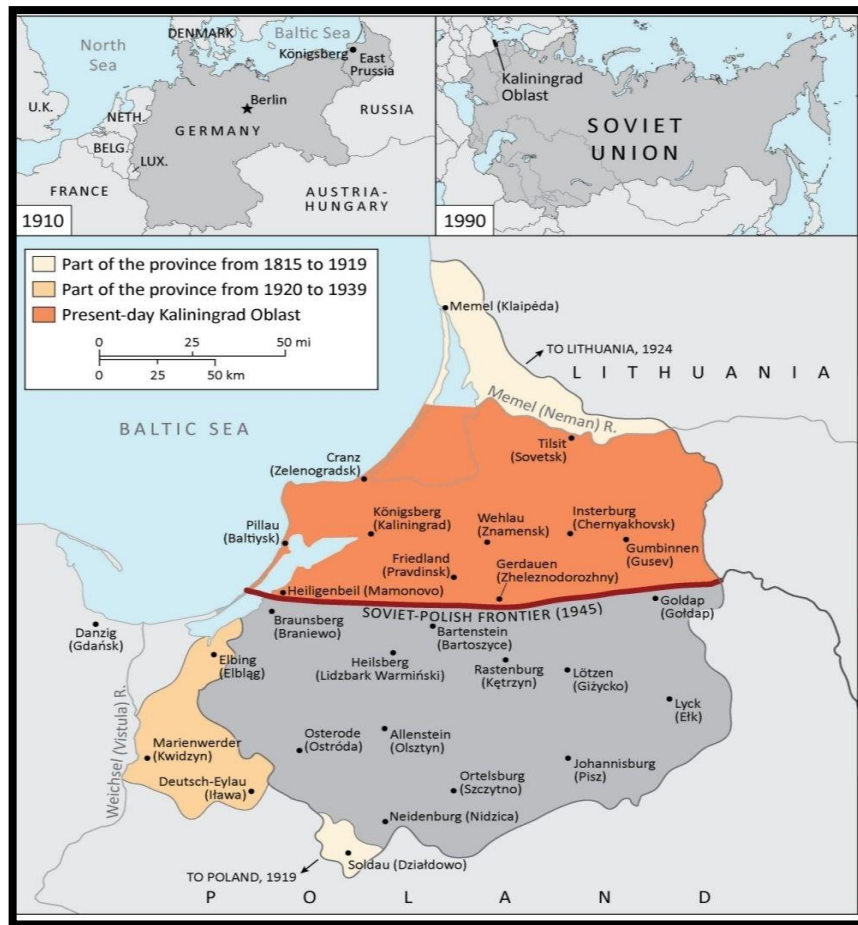 DENMARK
Baltic Sea
North
Sea
Königsberg
East
Prussia
Berlin
U.K.
NETH.
GERMANY
RUSSIA
BELG.
LUX.
FRANCE
AUSTRIA-
HUNGARY
1910
Kaliningrad
Oblast
SOVIET
UNION
1990
Part of the province from 1815 to 1919
Part of the province from 1920 to 1939
Present-day Kaliningrad Oblast
0 50 mi
0 25 50 km
Memel (Klaipėda)
TO LITHUANIA, 1924
LITHUANIA
Memel (Neman) R.
BALTIC SEA
Tilsit
(Sovetsk)
Cranz
(Zelenogradsk)
Königsberg
(Kaliningrad)
Wehlau
(Znamensk)
Insterburg
(Chernyakhovsk)
Pillau
(Baltiysk)
Gumbinnen
(Gusev)
Friedland
(Pravdinsk)
Gerdauen
(Zheleznodorozhny)
Heiligenbeil (Mamonovo)
SOVIET-POLISH FRONTIER (1945)
Goldap
(Gołdap)
Braunsberg
(Braniewo)
Bartenstein
(Bartoszyce)
Danzig
(Gdańsk)
Elbing
(Elbląg)
Heilsberg
(Lidzbark Warmiński)
Rastenburg
(Kętrzyn)
Lötzen
(Giżycko)
Lyck
(Ełk)
Weichsel (Vistula) R.
Marienwerder
(Kwidzyn)
Osterode
(Ostróda)
Allenstein
(Olsztyn)
Johannisburg
(Pisz)
Deutsch-Eylau
(Iława)
Ortelsburg
(Szczytno)
Neidenburg (Nidzica)
Soldau (Działdowo)
TO POLAND, 1919
POLAND